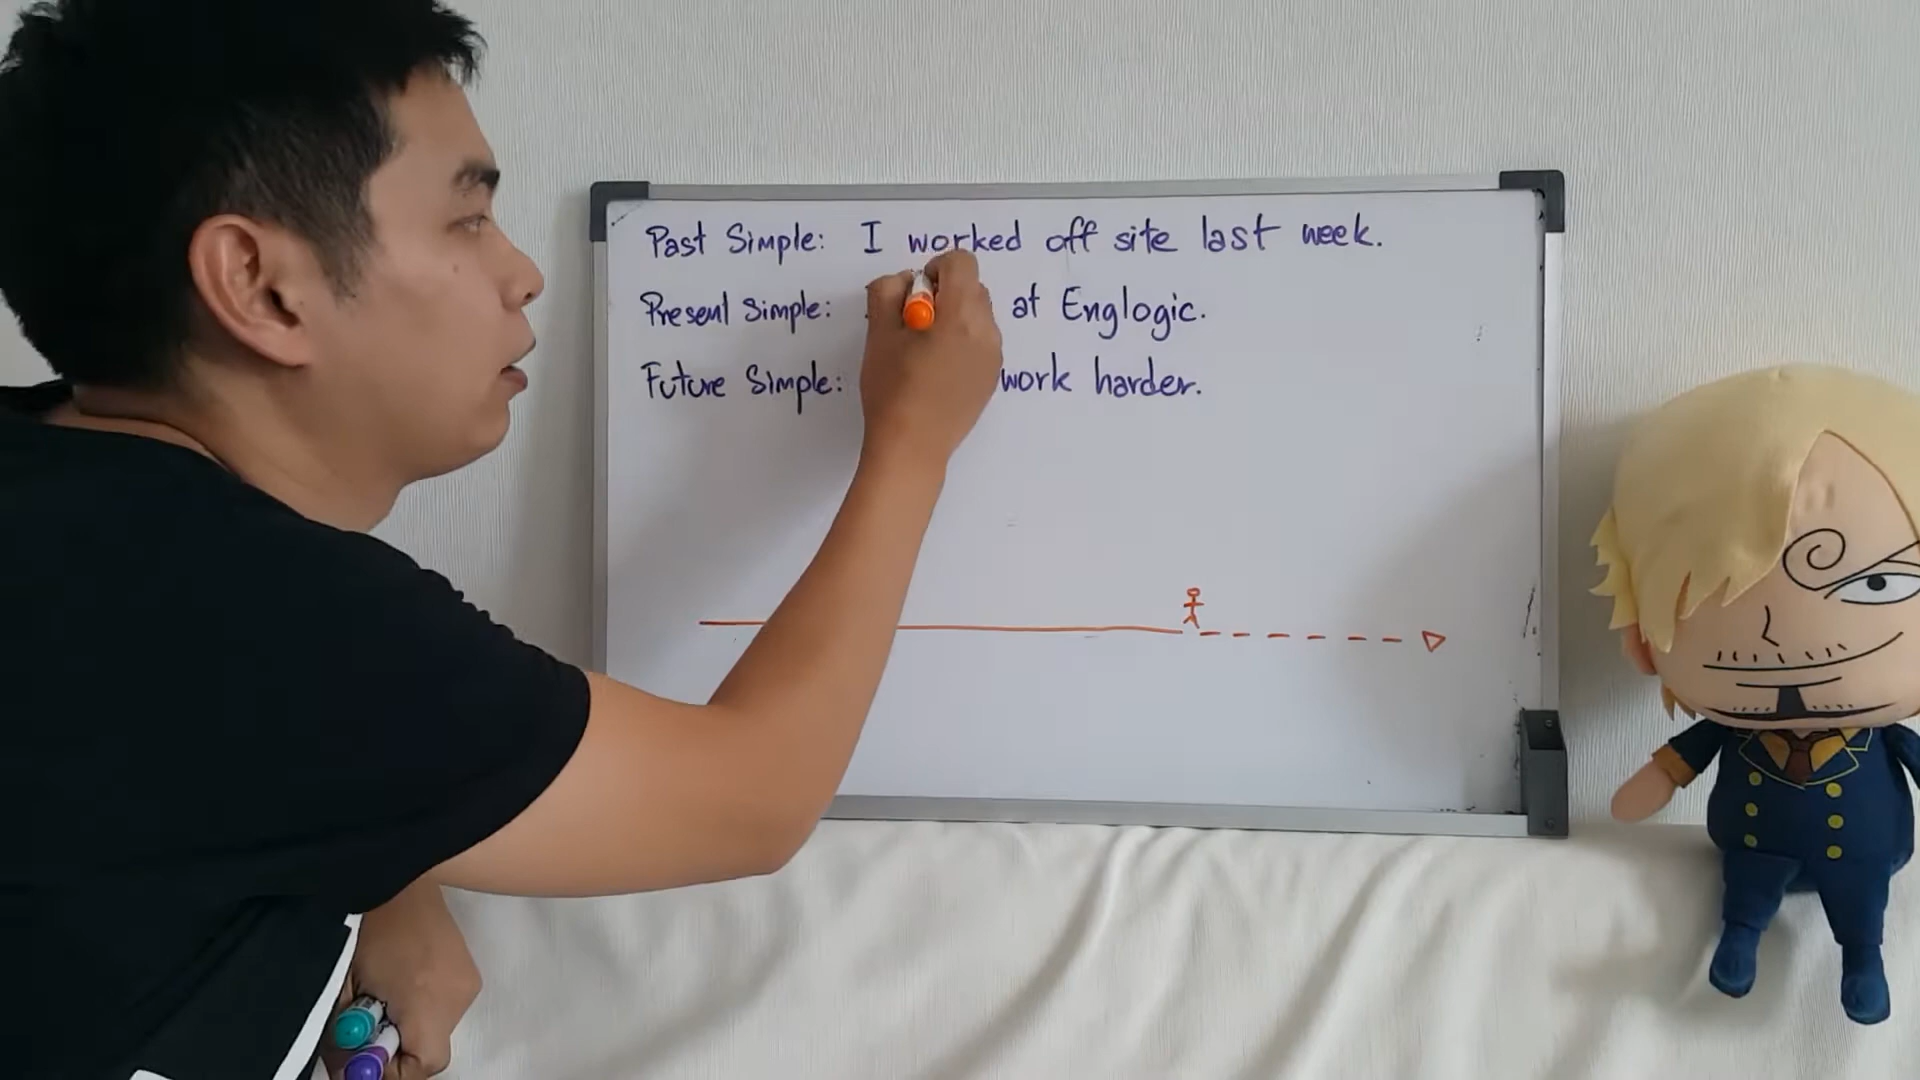 Past Simple: I worked off site last week.
Present Simple: at Englogic.
Future Simple: work harder.